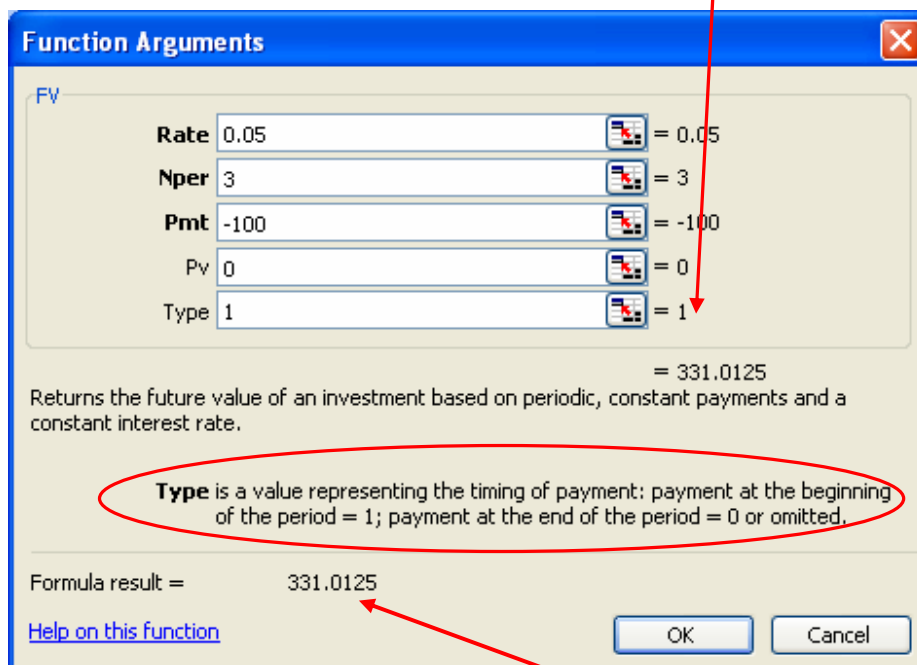 Function Arguments
FV
Rate 0.05 = 0.05
Nper 3 = 3
Pmt -100 = -100
Pv 0 = 0
Type 1 = 1
= 331.0125
Returns the future value of an investment based on periodic, constant payments and a
constant interest rate.
Type is a value representing the timing of payment: payment at the beginning
of the period = 1; payment at the end of the period = 0 or omitted.
Formula result = 331.0125
Help on this function OK Cancel